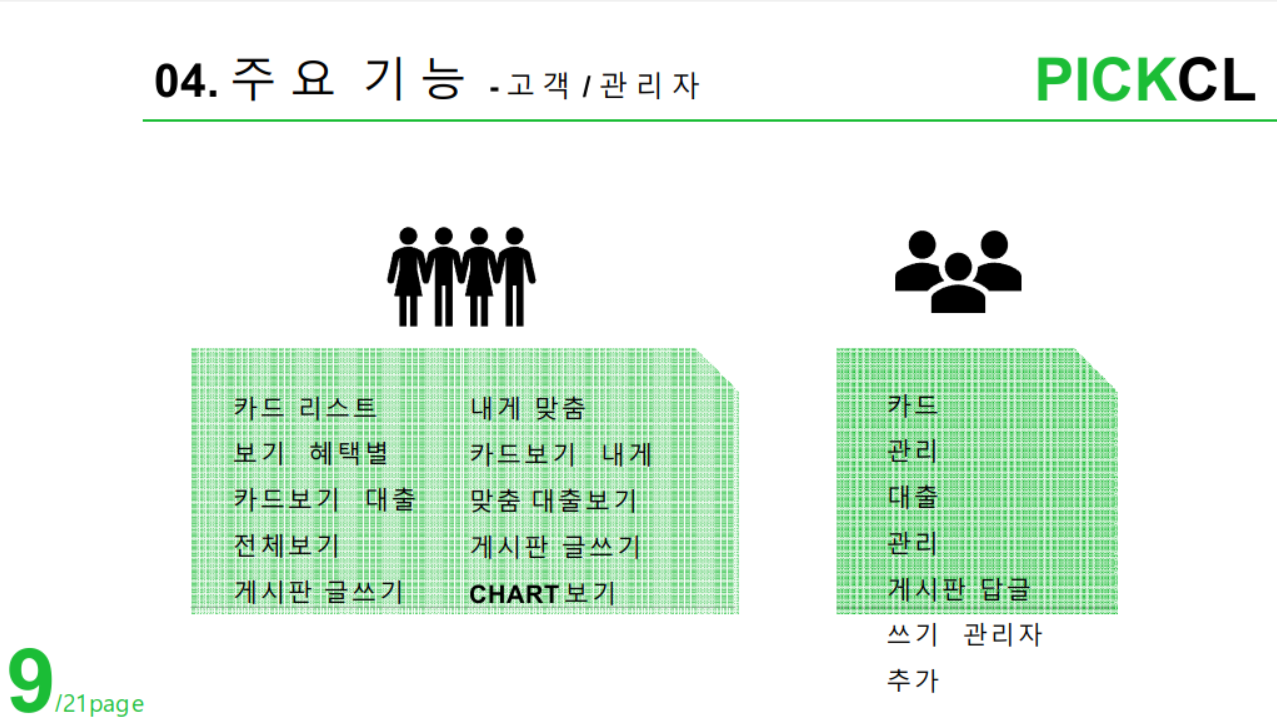 04. 주요 기능 - 고객 / 관리자
PICKCL
카드 리스트
보기 혜택별
카드보기 대출
전체보기
게시판 글쓰기
내게 맞춤
카드보기 내게
맞춤 대출보기
게시판 글쓰기
CHART 보기
카드
관리
대출
관리
게시판 답글
쓰기 관리자
추가
9/21page